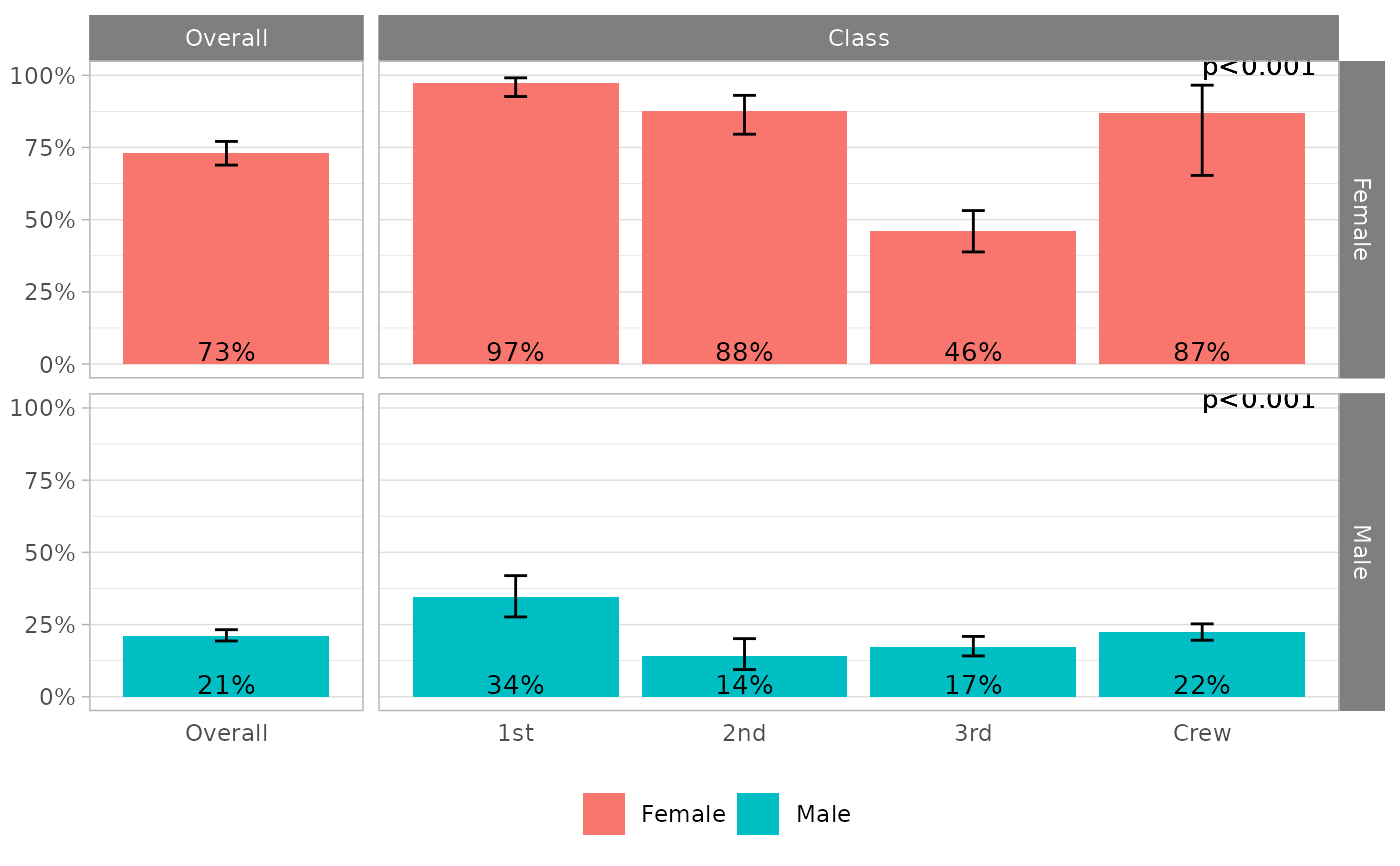 Overall Class
100% p<0.001
75%
50%
25%
0%
73% 97% 88% 46% 87%
Female
100% p<0.001
75%
50%
25%
0%
21% 34% 14% 17% 22%
Male
Overall 1st 2nd 3rd Crew
Female Male